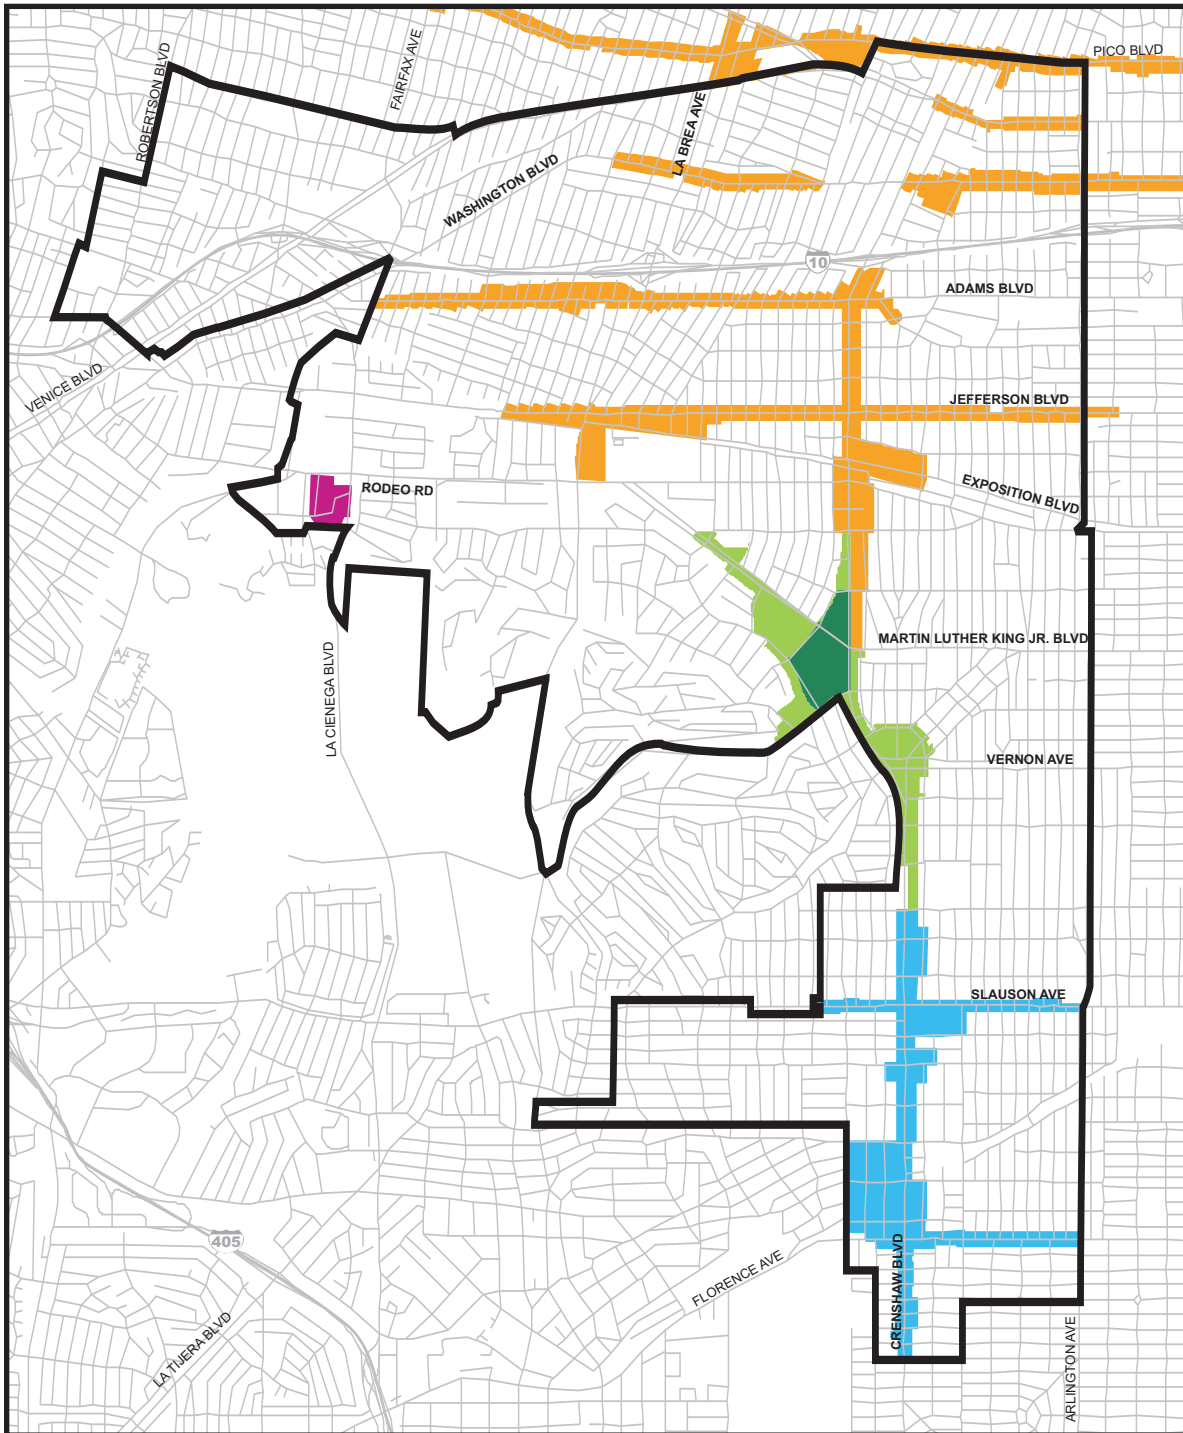 PICO BLVD
ROBERTSON BLVD
FAIRFAX AVE
LA BREA AVE
WASHINGTON BLVD
10
ADAMS BLVD
VENICE BLVD
JEFFERSON BLVD
RODEO RD
EXPOSITION BLVD
MARTIN LUTHER KING JR. BLVD
LA CIENEGA BLVD
VERNON AVE
SLAUSON AVE
405
FLORENCE AVE
CRENSHAW BLVD
LA TIJERA BLVD
ARLINGTON AVE